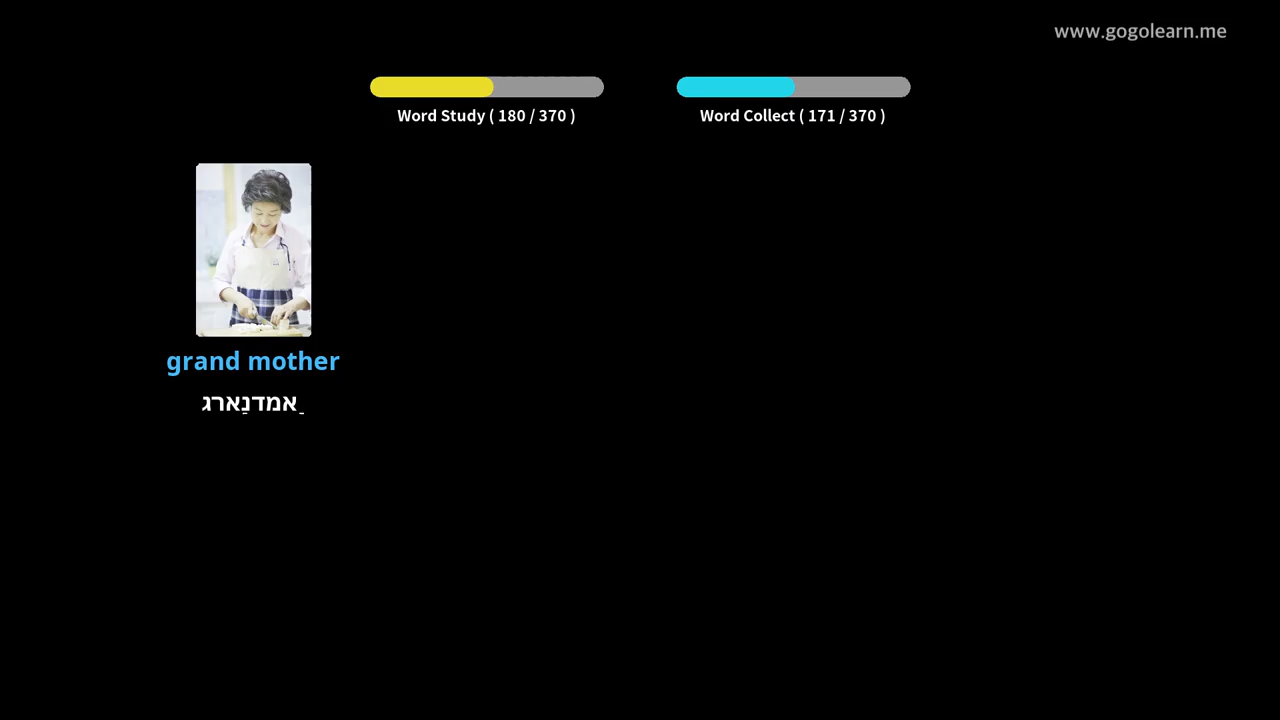 www.gogolearn.me
Word Study ( 180 / 370 )
Word Collect ( 171 / 370 )
grand mother
ַאמדנַארג